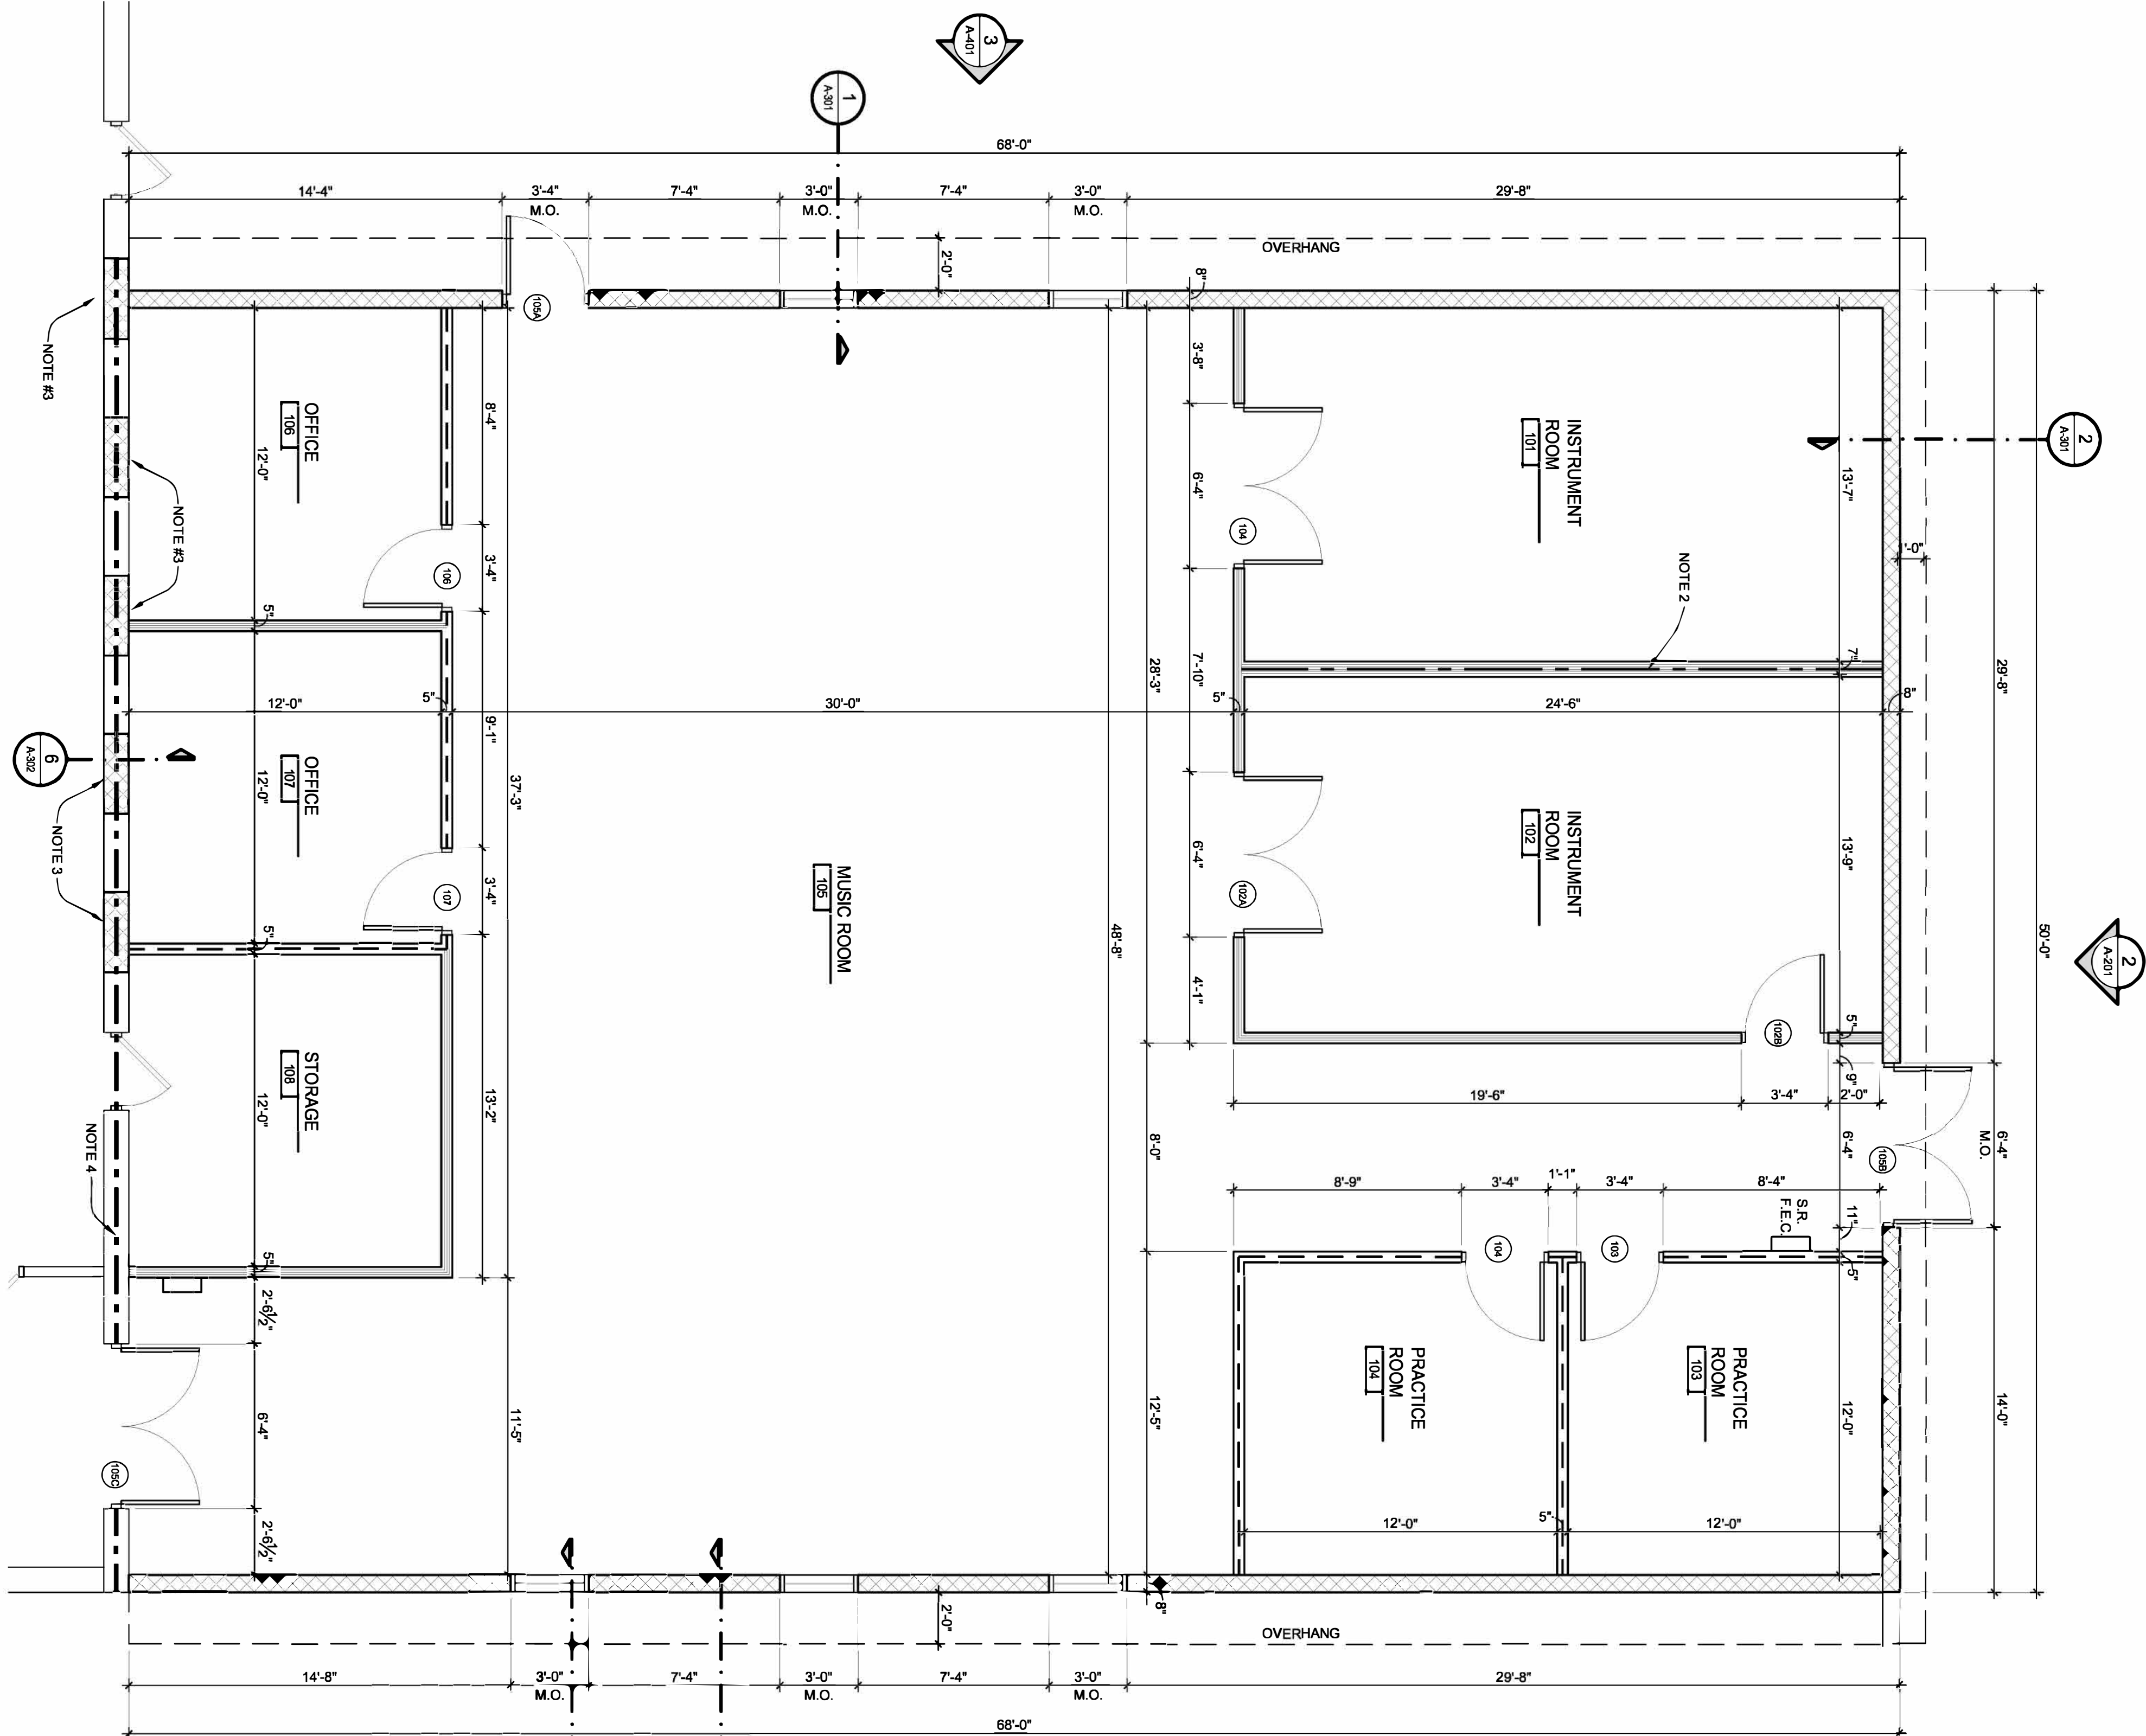 3
A-401
1
A-301
68'-0"
14'-4"
3'-4"
M.O.
7'-4"
3'-0"
M.O.
7'-4"
3'-0"
M.O.
29'-8"
OVERHANG
2'-0"
8"
105A
NOTE #3
NOTE #3
OFFICE
106
12'-0"
8'-4"
3'-4"
106
5"
3'-8"
6'-4"
104
7'-10"
28'-3"
INSTRUMENT
ROOM
101
13'-7"
2
A-301
1'-0"
NOTE 2
7"
29'-8"
50'-0"
12'-0"
5"
9'-1"
30'-0"
5"
24'-6"
8"
6
A-302
OFFICE
107
12'-0"
37'-3"
NOTE 3
3'-4"
107
5"
MUSIC ROOM
105
48'-8"
6'-4"
102A
4'-1"
INSTRUMENT
ROOM
102
13'-9"
2
A-201
102B
5"
9"
19'-6"
3'-4"
2'-0"
STORAGE
108
12'-0"
13'-2"
NOTE 4
5"
8'-0"
6'-4"
105B
6'-4"
M.O.
8'-9"
3'-4"
1'-1"
3'-4"
8'-4"
S.R.
F.E.C.
11"
5"
104
103
2'-6½"
6'-4"
105C
2'-6½"
11'-5"
12'-5"
PRACTICE
ROOM
104
PRACTICE
ROOM
103
12'-0"
14'-0"
12'-0"
5"
12'-0"
8"
2'-0"
OVERHANG
14'-8"
3'-0"
M.O.
7'-4"
3'-0"
M.O.
7'-4"
3'-0"
M.O.
29'-8"
68'-0"